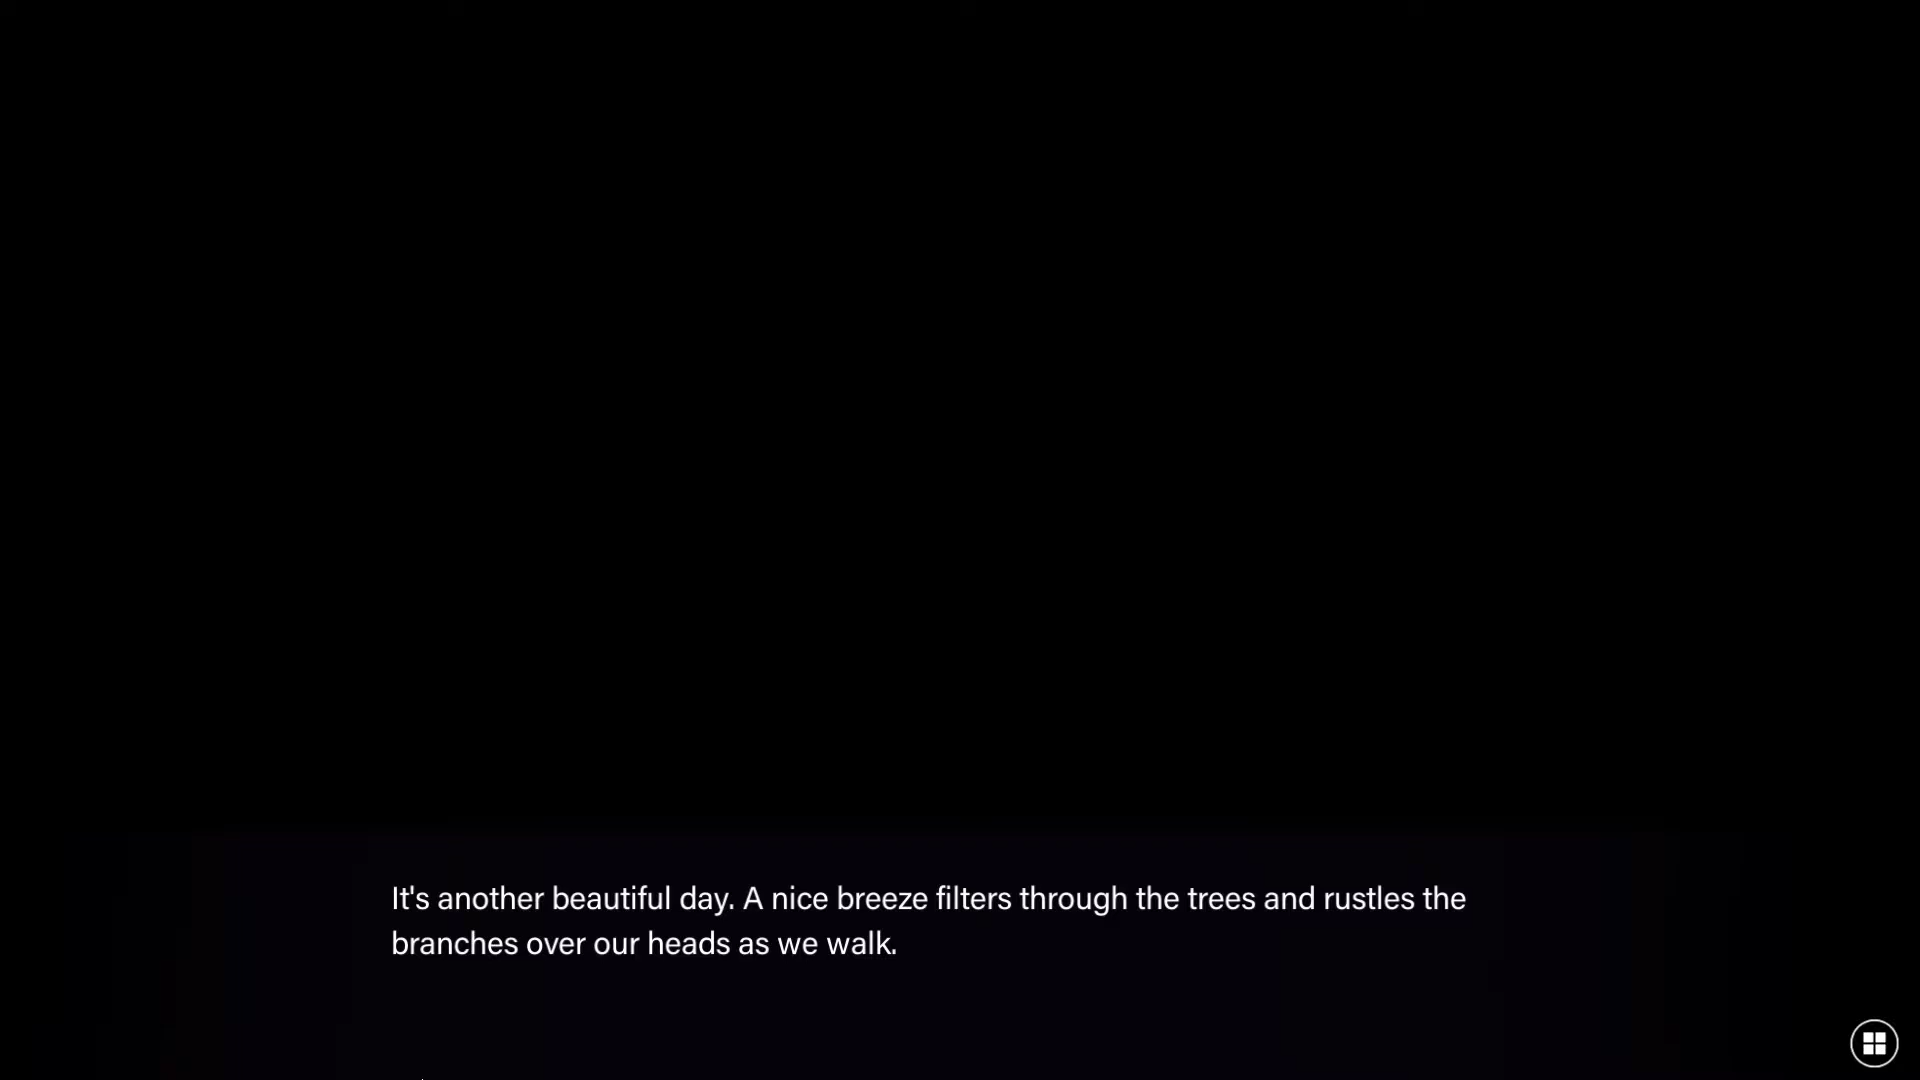 It's another beautiful day. A nice breeze filters through the trees and rustles the
branches over our heads as we walk.